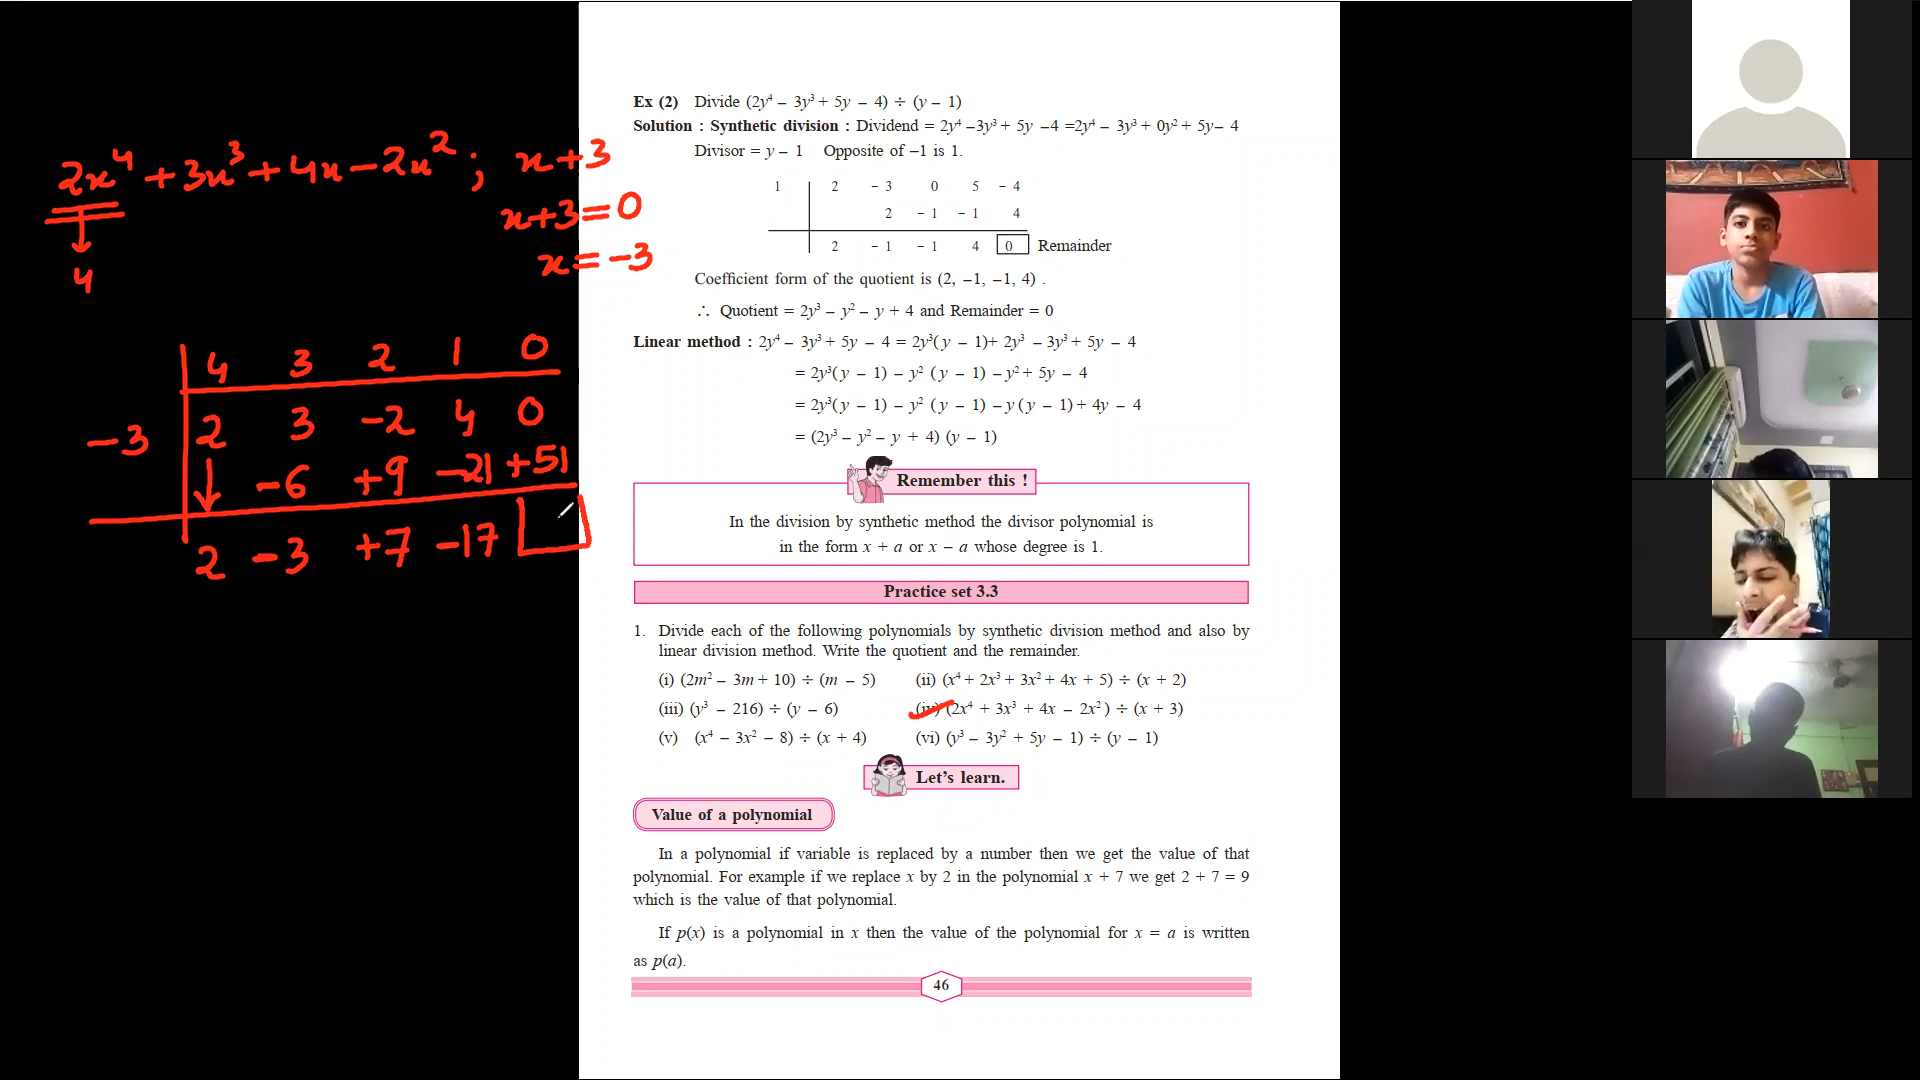 2x⁴ + 3x³ + 4x − 2x² ; x+3
x+3=0
x = −3
4
4 3 2 1 0
−3 2 3 −2 4 0
−6 +9 −21 +51
2 −3 +7 −17
Ex (2) Divide (2y⁴ – 3y³ + 5y – 4) ÷ (y – 1)
Solution : Synthetic division : Dividend = 2y⁴ –3y³ + 5y –4 =2y⁴ – 3y³ + 0y² + 5y– 4
Divisor = y – 1 Opposite of –1 is 1.
1 2 – 3 0 5 – 4
2 – 1 – 1 4
2 – 1 – 1 4 0 Remainder
Coefficient form of the quotient is (2, –1, –1, 4) .
∴ Quotient = 2y³ – y² – y + 4 and Remainder = 0
Linear method : 2y⁴ – 3y³ + 5y – 4 = 2y³( y – 1)+ 2y³ – 3y³ + 5y – 4
= 2y³(y – 1) – y² (y – 1) –y² + 5y – 4
= 2y³(y – 1) – y² (y – 1) –y (y – 1) + 4y – 4
= (2y³ – y² – y + 4) (y – 1)
Remember this !
In the division by synthetic method the divisor polynomial is
in the form x + a or x – a whose degree is 1.
Practice set 3.3
1. Divide each of the following polynomials by synthetic division method and also by
linear division method. Write the quotient and the remainder.
(i) (2m² – 3m + 10) ÷ (m – 5) (ii) (x⁴ + 2x³ + 3x² + 4x + 5) ÷ (x + 2)
(iii) (y³ – 216) ÷ (y – 6) (iv) (2x⁴ + 3x³ + 4x – 2x² ) ÷ (x + 3)
(v) (x⁴ – 3x² – 8) ÷ (x + 4) (vi) (y³ – 3y² + 5y – 1) ÷ (y – 1)
Let's learn.
Value of a polynomial
In a polynomial if variable is replaced by a number then we get the value of that
polynomial. For example if we replace x by 2 in the polynomial x + 7 we get 2 + 7 = 9
which is the value of that polynomial.
If p(x) is a polynomial in x then the value of the polynomial for x = a is written
as p(a).
46